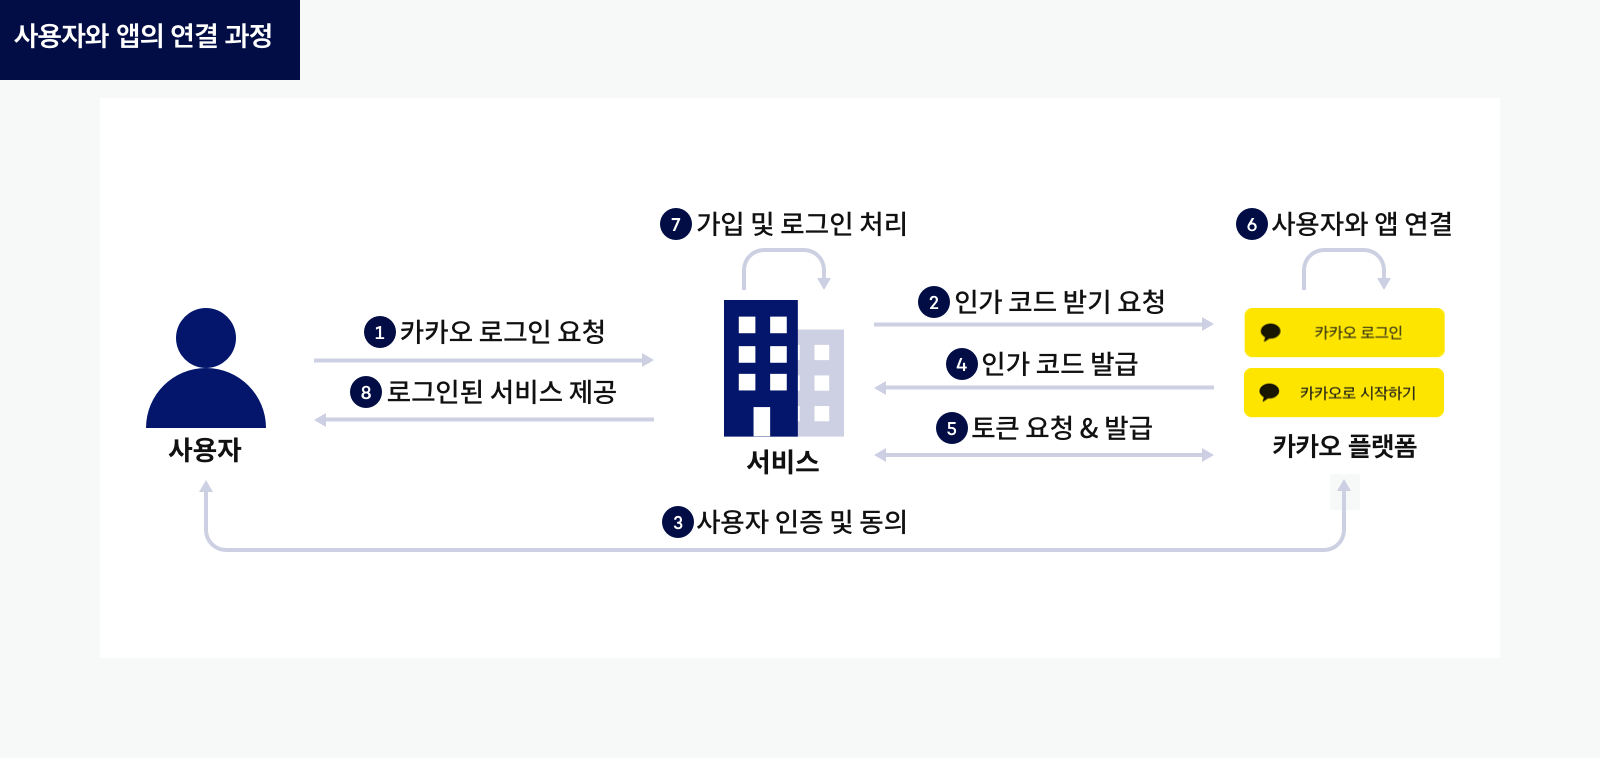 사용자와 앱의 연결 과정
7 가입 및 로그인 처리
6 사용자와 앱 연결
1 카카오 로그인 요청
8 로그인된 서비스 제공
2 인가 코드 받기 요청
4 인가 코드 발급
5 토큰 요청 & 발급
카카오 로그인
카카오로 시작하기
사용자
서비스
카카오 플랫폼
3 사용자 인증 및 동의